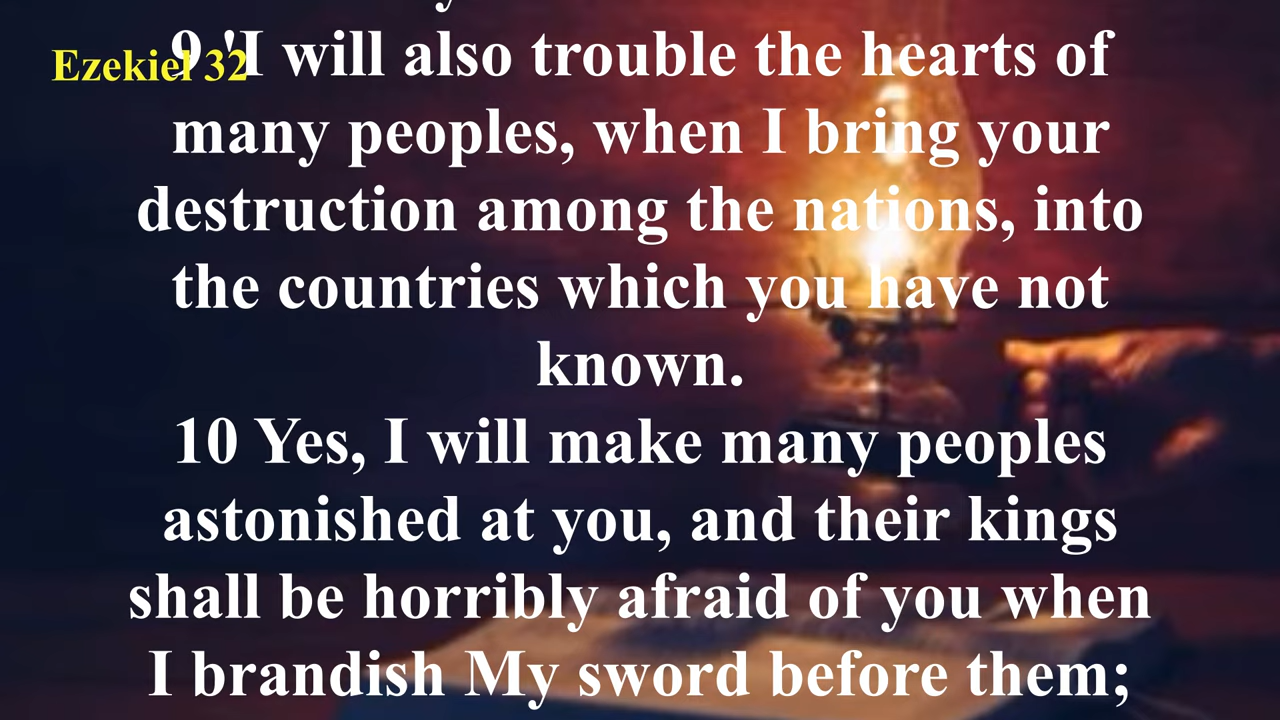 Ezekiel 32
9 'I will also trouble the hearts of
many peoples, when I bring your
destruction among the nations, into
the countries which you have not
known.
10 Yes, I will make many peoples
astonished at you, and their kings
shall be horribly afraid of you when
I brandish My sword before them;